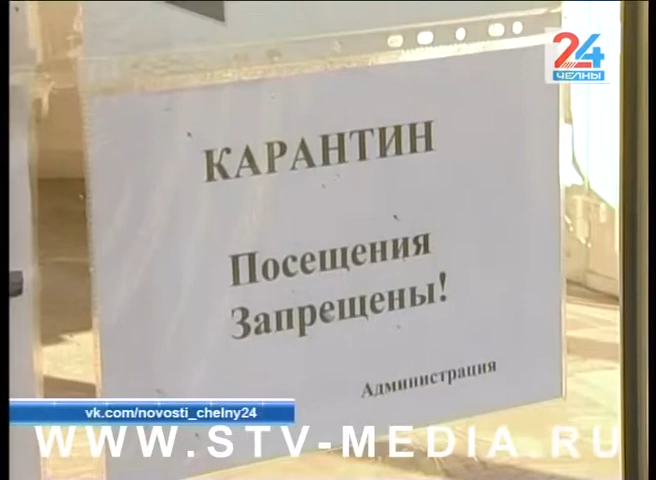 24
ЧЕЛНЫ
КАРАНТИН
Посещения
Запрещены!
Администрация
vk.com/novosti_chelny24
WWW.STV-MEDIA.RU